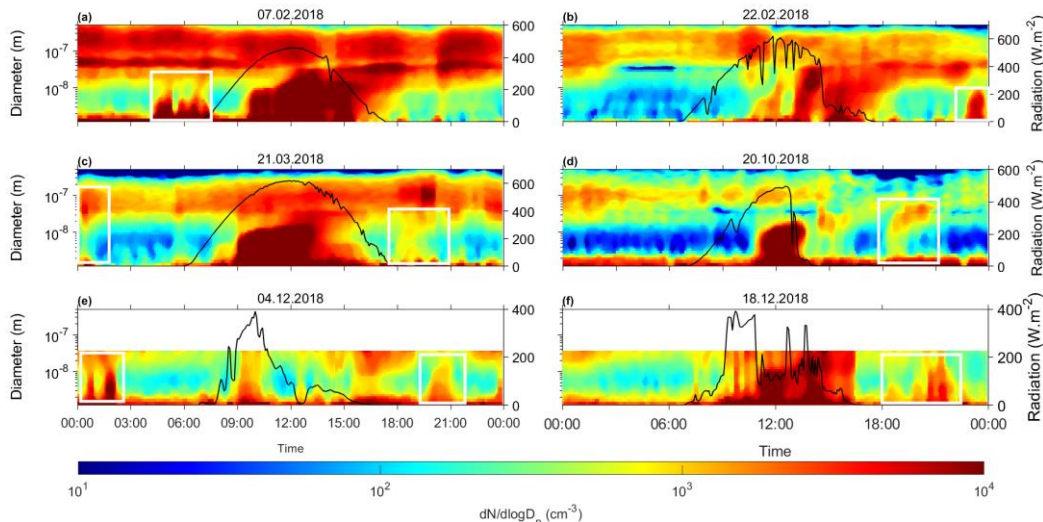 (a) 07.02.2018
(b) 22.02.2018
Diameter (m)
10-7
10-8
600
400
200
0
600
400
200
0
Radiation (W.m-2)
(c) 21.03.2018
(d) 20.10.2018
Diameter (m)
10-7
10-8
600
400
200
0
600
400
200
0
Radiation (W.m-2)
(e) 04.12.2018
(f) 18.12.2018
Diameter (m)
10-7
10-8
400
200
0
400
200
0
Radiation (W.m-2)
00:00 03:00 06:00 09:00 12:00 15:00 18:00 21:00 00:00
00:00 06:00 12:00 18:00 00:00
Time
Time
10^1 10^2 10^3 10^4
dN/dlogDp (cm-3)